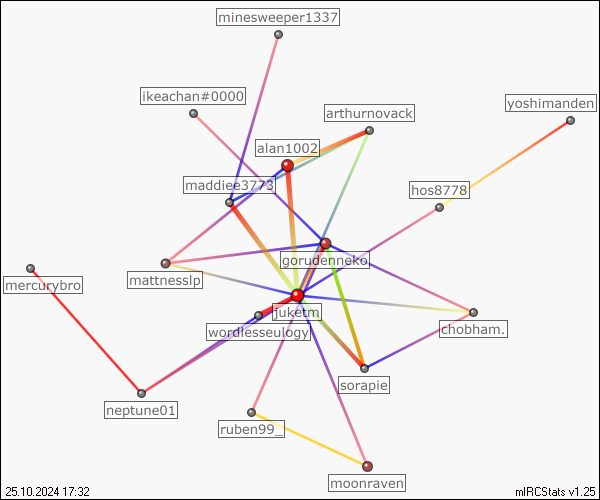 minesweeper1337
ikeachan#0000
yoshimanden
arthurnovack
alan1002
maddiee3773
hos8778
gorudenneko
mattnesslp
mercurybro
juketm
chobham.
wordlesseulogy
sorapie
neptune01
ruben99_
moonraven
25.10.2024 17:32
mIRCStats v1.25